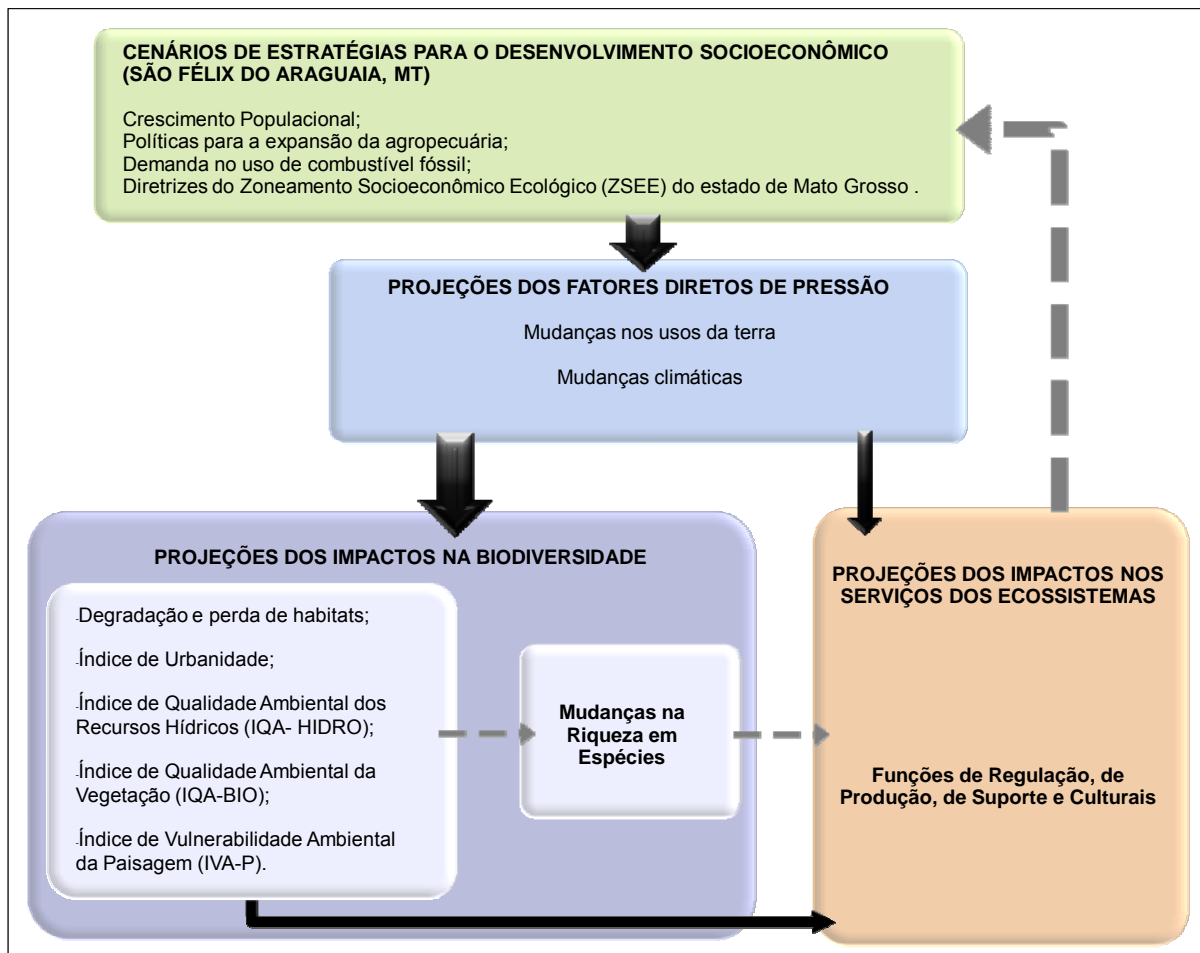 CENÁRIOS DE ESTRATÉGIAS PARA O DESENVOLVIMENTO SOCIOECONÔMICO
(SÃO FÉLIX DO ARAGUAIA, MT)
Crescimento Populacional;
Políticas para a expansão da agropecuária;
Demanda no uso de combustível fóssil;
Diretrizes do Zoneamento Socioeconômico Ecológico (ZSEE) do estado de Mato Grosso .
PROJEÇÕES DOS FATORES DIRETOS DE PRESSÃO
Mudanças nos usos da terra
Mudanças climáticas
PROJEÇÕES DOS IMPACTOS NA BIODIVERSIDADE
-Degradação e perda de habitats;
-Índice de Urbanidade;
-Índice de Qualidade Ambiental dos
Recursos Hídricos (IQA- HIDRO);
-Índice de Qualidade Ambiental da
Vegetação (IQA-BIO);
-Índice de Vulnerabilidade Ambiental
da Paisagem (IVA-P).
Mudanças na
Riqueza em
Espécies
PROJEÇÕES DOS IMPACTOS NOS
SERVIÇOS DOS ECOSSISTEMAS
Funções de Regulação, de
Produção, de Suporte e Culturais